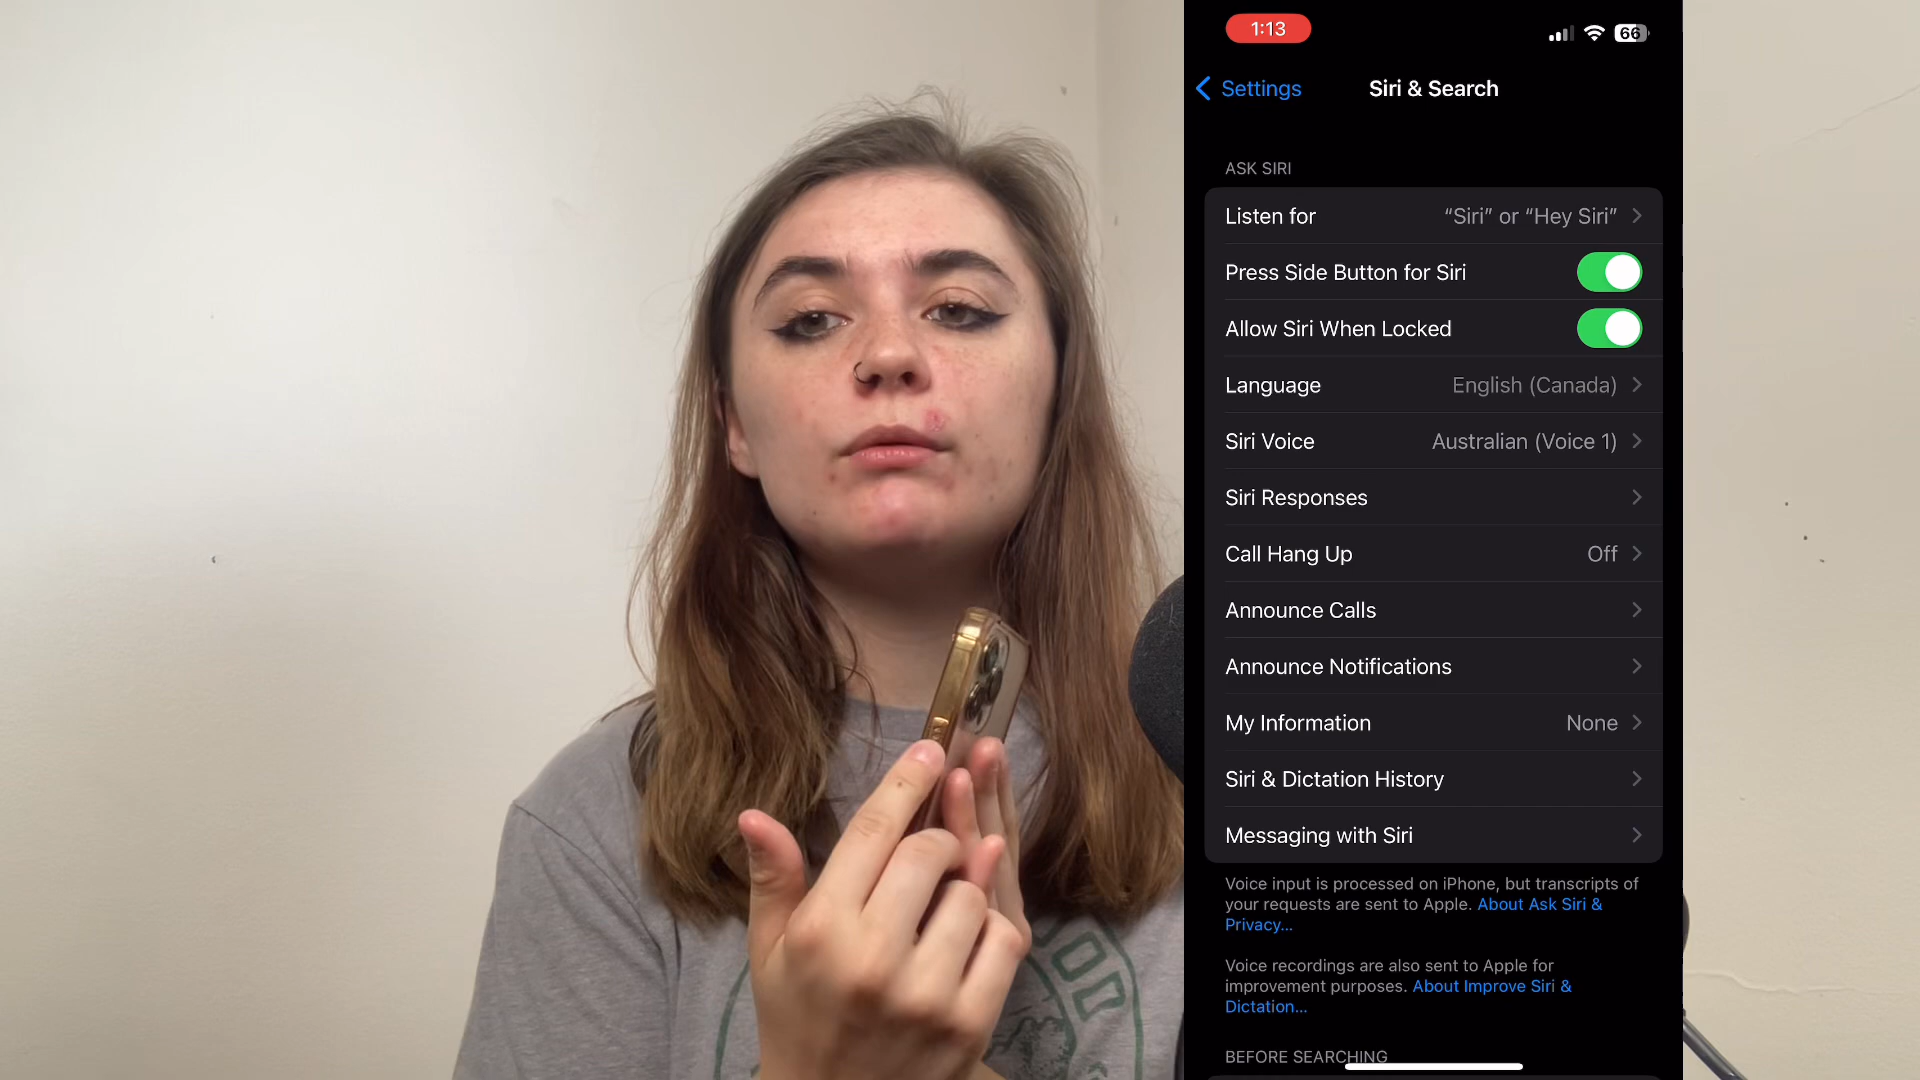 1:13
66
Settings
Siri & Search
ASK SIRI
Listen for “Siri” or “Hey Siri”
Press Side Button for Siri
Allow Siri When Locked
Language English (Canada)
Siri Voice Australian (Voice 1)
Siri Responses
Call Hang Up Off
Announce Calls
Announce Notifications
My Information None
Siri & Dictation History
Messaging with Siri
Voice input is processed on iPhone, but transcripts of
your requests are sent to Apple. About Ask Siri &
Privacy...
Voice recordings are also sent to Apple for
improvement purposes. About Improve Siri &
Dictation...
BEFORE SEARCHING